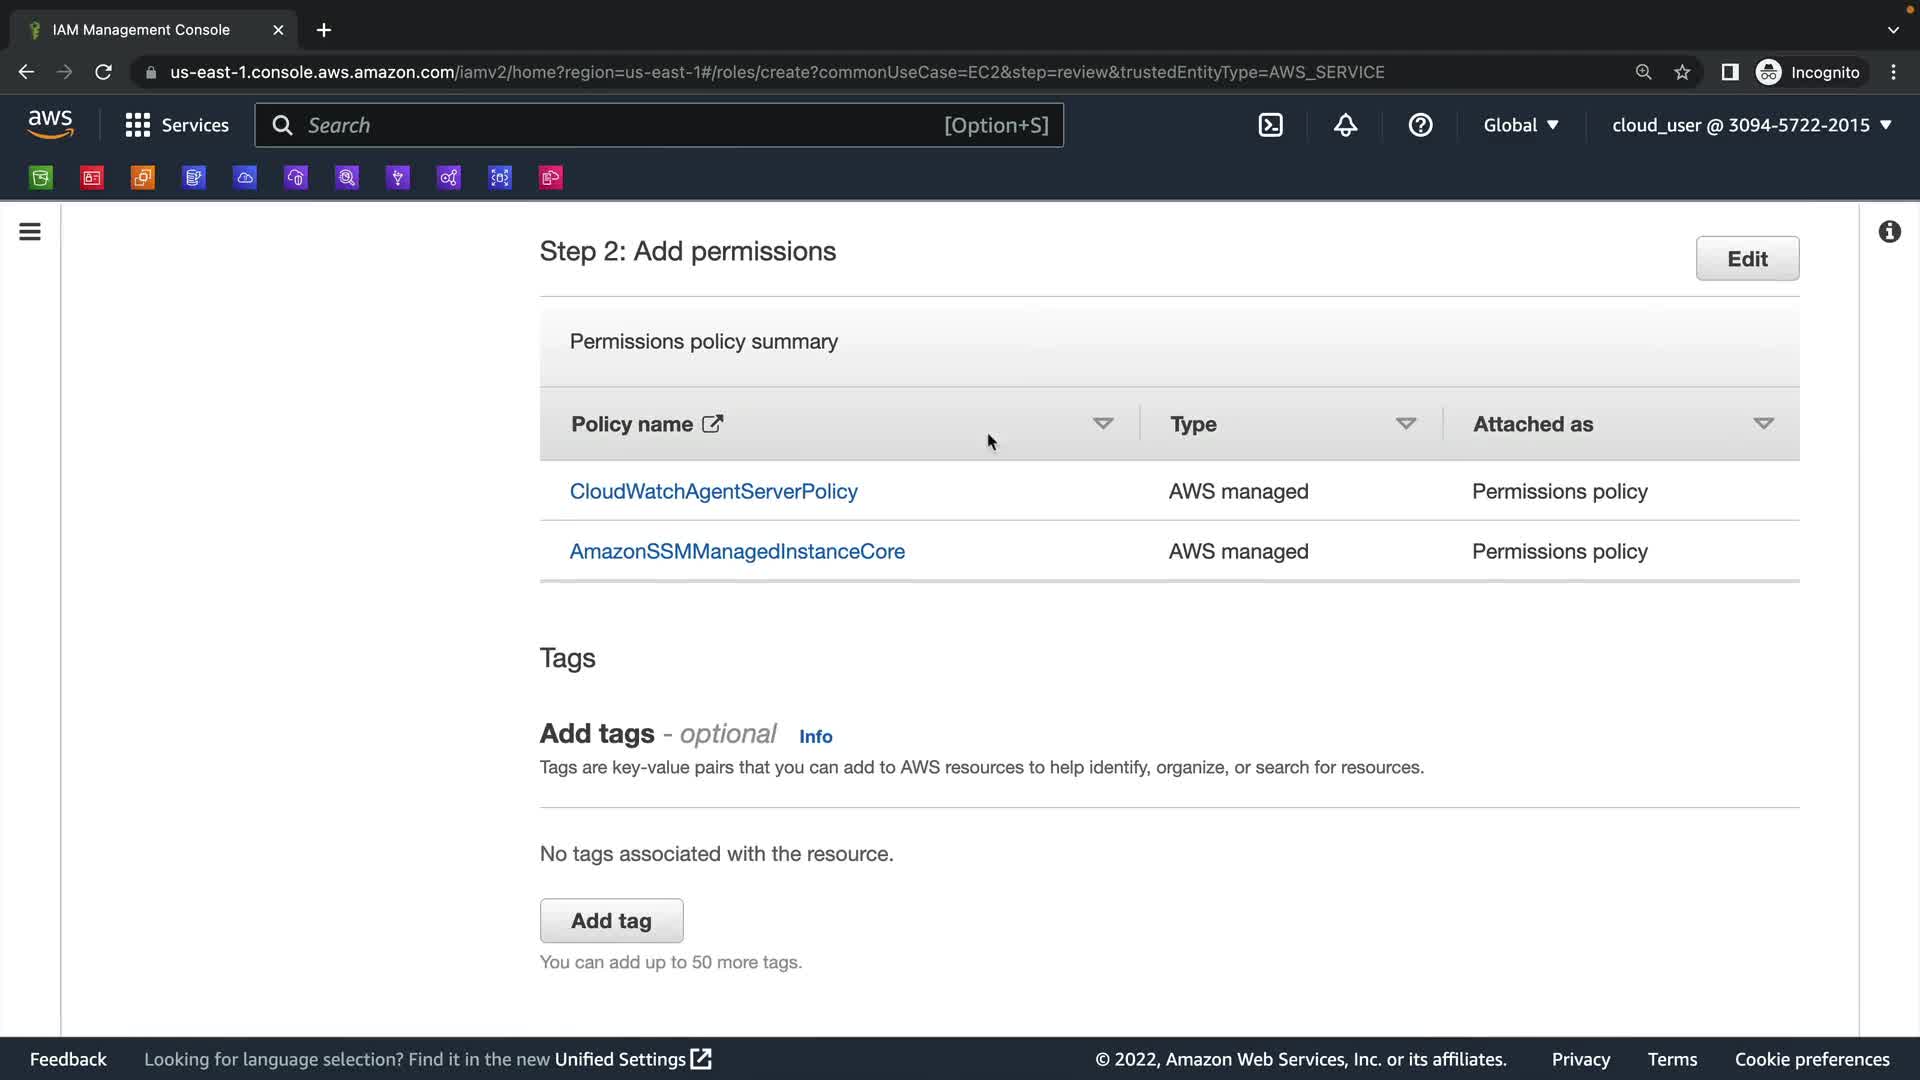 IAM Management Console
us-east-1.console.aws.amazon.com/iamv2/home?region=us-east-1#/roles/create?commonUseCase=EC2&step=review&trustedEntityType=AWS_SERVICE
Incognito
aws
Services
Search
[Option+S]
Global
cloud_user @ 3094-5722-2015
Step 2: Add permissions
Edit
Permissions policy summary
Policy name
Type
Attached as
CloudWatchAgentServerPolicy
AWS managed
Permissions policy
AmazonSSMManagedInstanceCore
AWS managed
Permissions policy
Tags
Add tags - optional
Info
Tags are key-value pairs that you can add to AWS resources to help identify, organize, or search for resources.
No tags associated with the resource.
Add tag
You can add up to 50 more tags.
Feedback
Looking for language selection? Find it in the new Unified Settings
© 2022, Amazon Web Services, Inc. or its affiliates.
Privacy
Terms
Cookie preferences